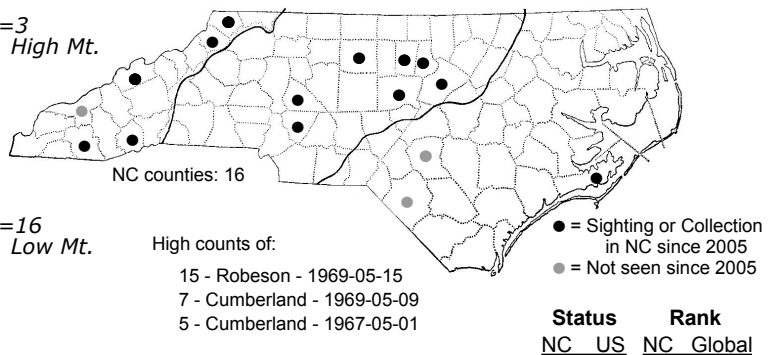 =3
High Mt.
NC counties: 16
=16
Low Mt.
High counts of:
15 - Robeson - 1969-05-15
7 - Cumberland - 1969-05-09
5 - Cumberland - 1967-05-01
● = Sighting or Collection
in NC since 2005
● = Not seen since 2005
Status Rank
NC US NC Global